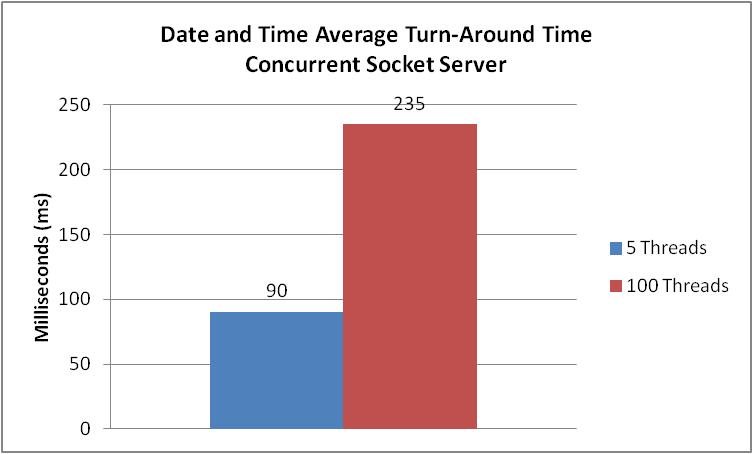 Date and Time Average Turn-Around Time
Concurrent Socket Server
250
200
150
100
50
0
Milliseconds (ms)
90
235
5 Threads
100 Threads